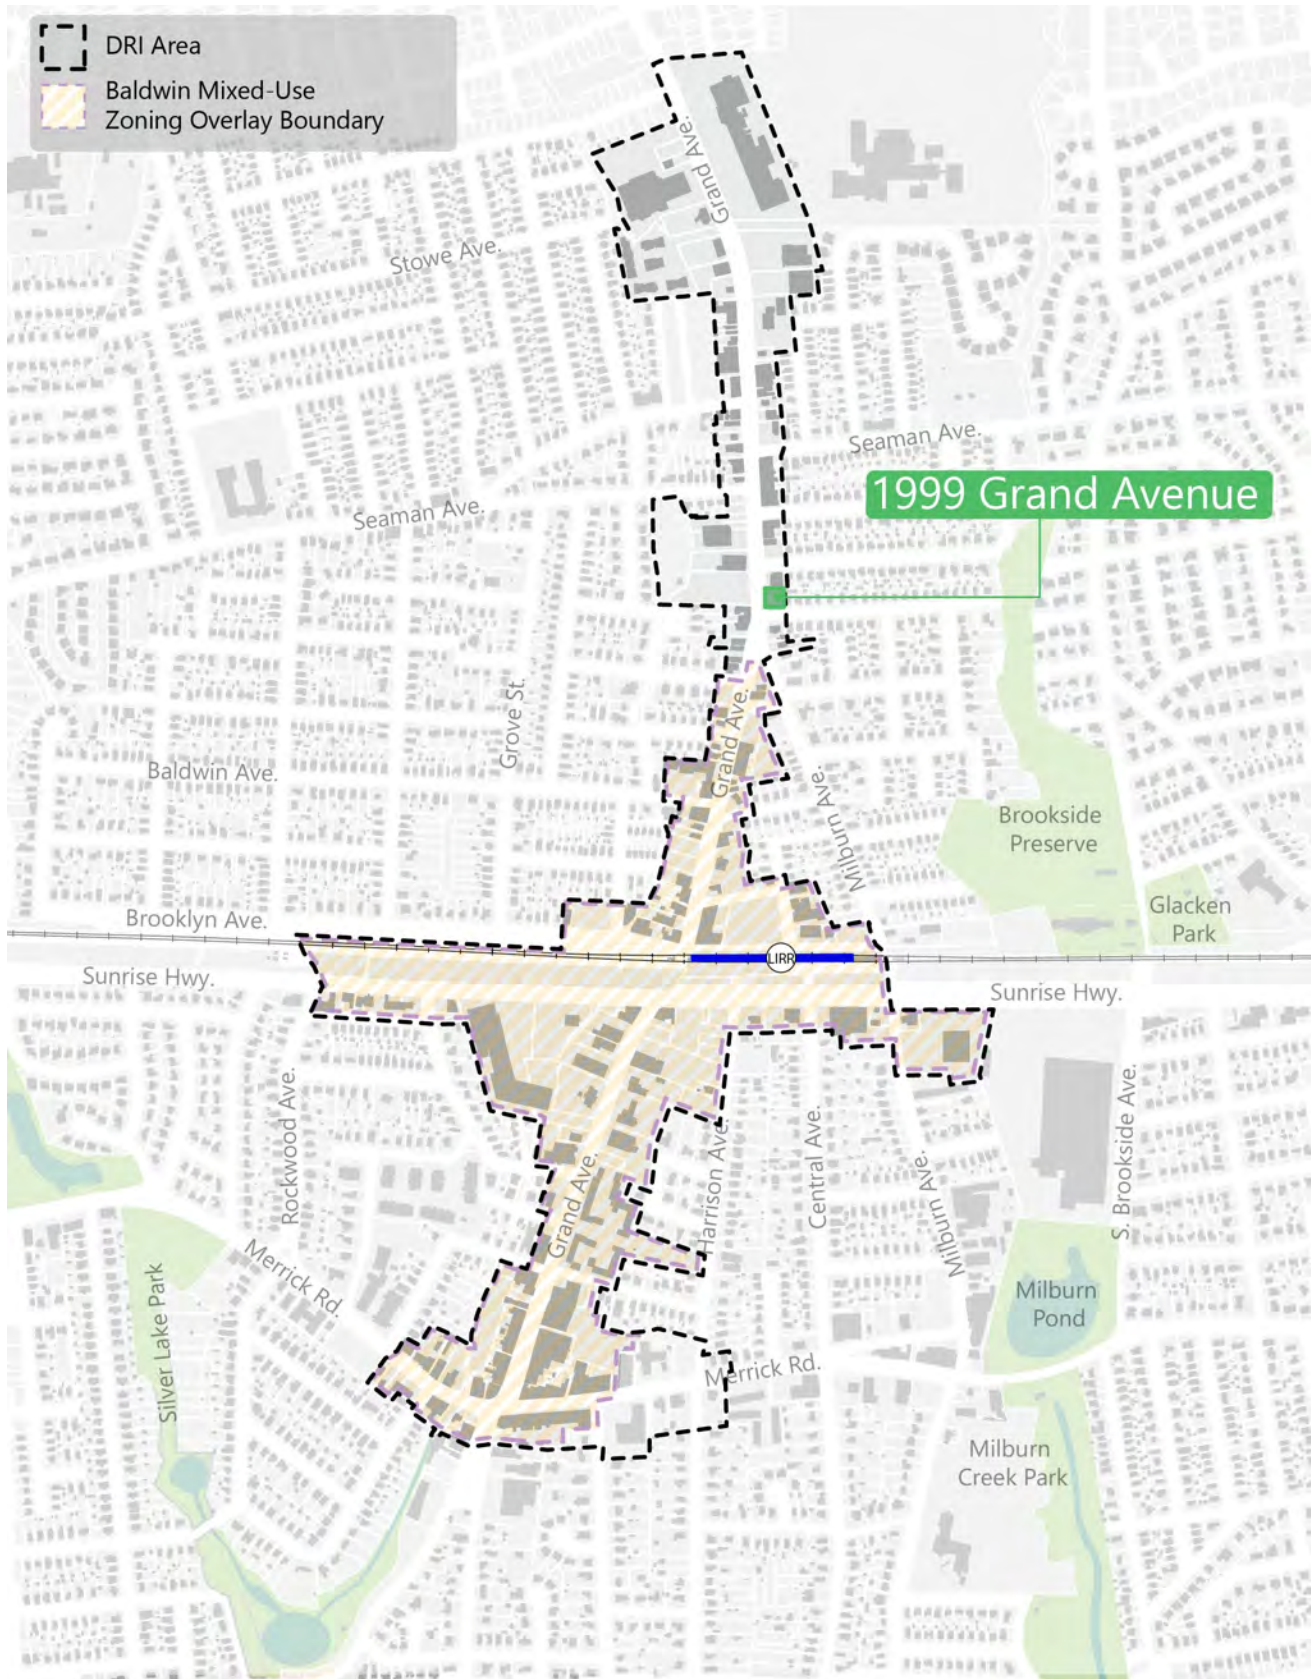 DRI Area
Baldwin Mixed-Use
Zoning Overlay Boundary
Grand Ave.
Stowe Ave.
Seaman Ave.
1999 Grand Avenue
Seaman Ave.
Grove St.
Grand Ave.
Baldwin Ave.
Milburn Ave.
Brookside
Preserve
Glacken
Park
Brooklyn Ave.
LIRR
Sunrise Hwy.
Sunrise Hwy.
Rockwood Ave.
Harrison Ave.
Central Ave.
Milburn Ave.
S. Brookside Ave.
Grand Ave.
Merrick Rd.
Silver Lake Park
Milburn
Pond
Merrick Rd.
Milburn
Creek Park